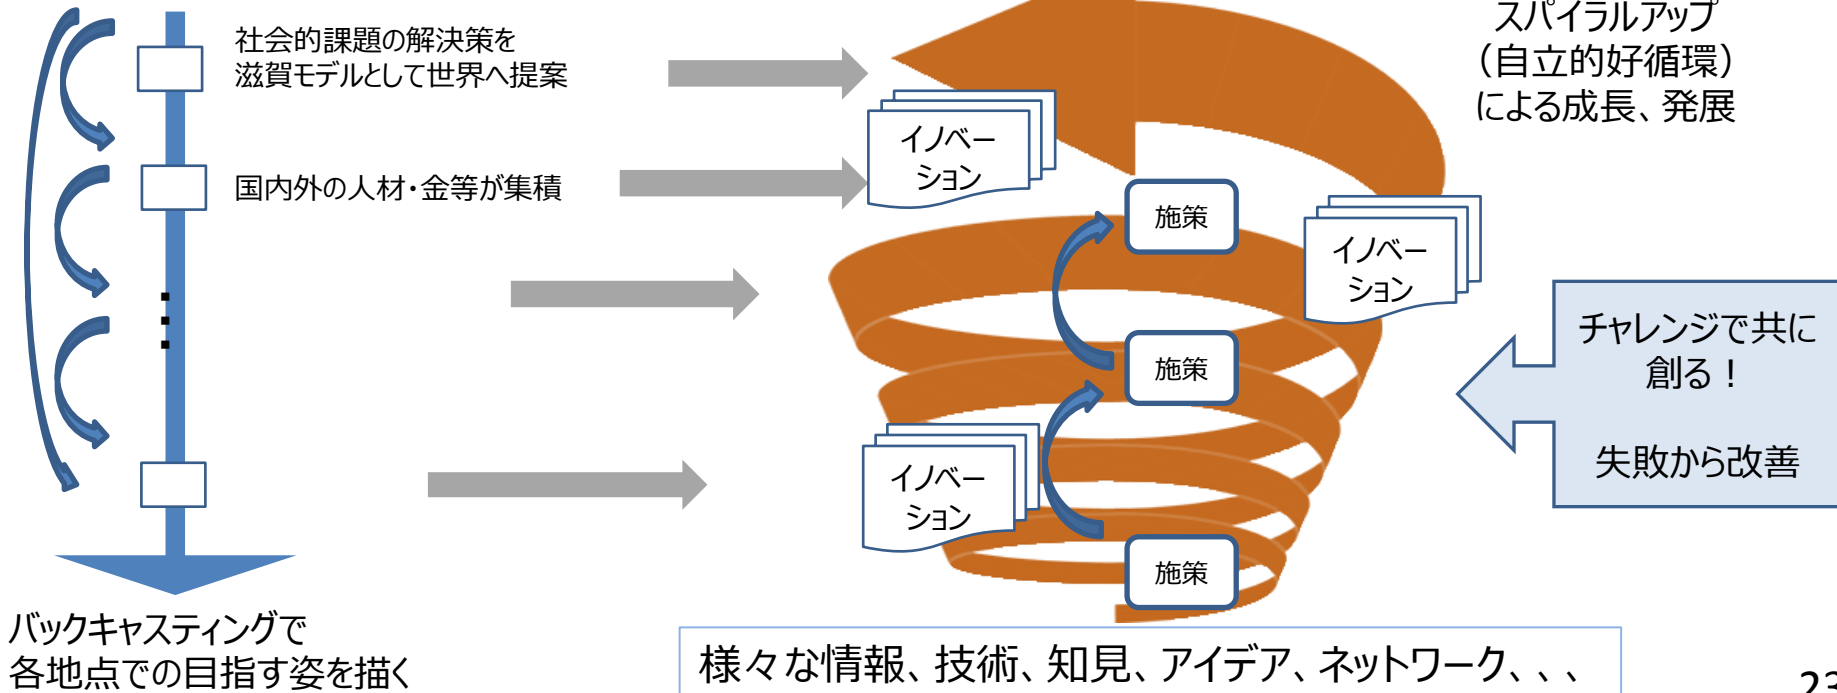 社会的課題の解決策を
滋賀モデルとして世界へ提案
国内外の人材・金等が集積
バックキャスティングで
各地点での目指す姿を描く
スパイラルアップ
（自立的好循環）
による成長、発展
イノベー
ション
施策
イノベー
ション
施策
イノベー
ション
施策
チャレンジで共に
創る！
失敗から改善
様々な情報、技術、知見、アイデア、ネットワーク、、、
23